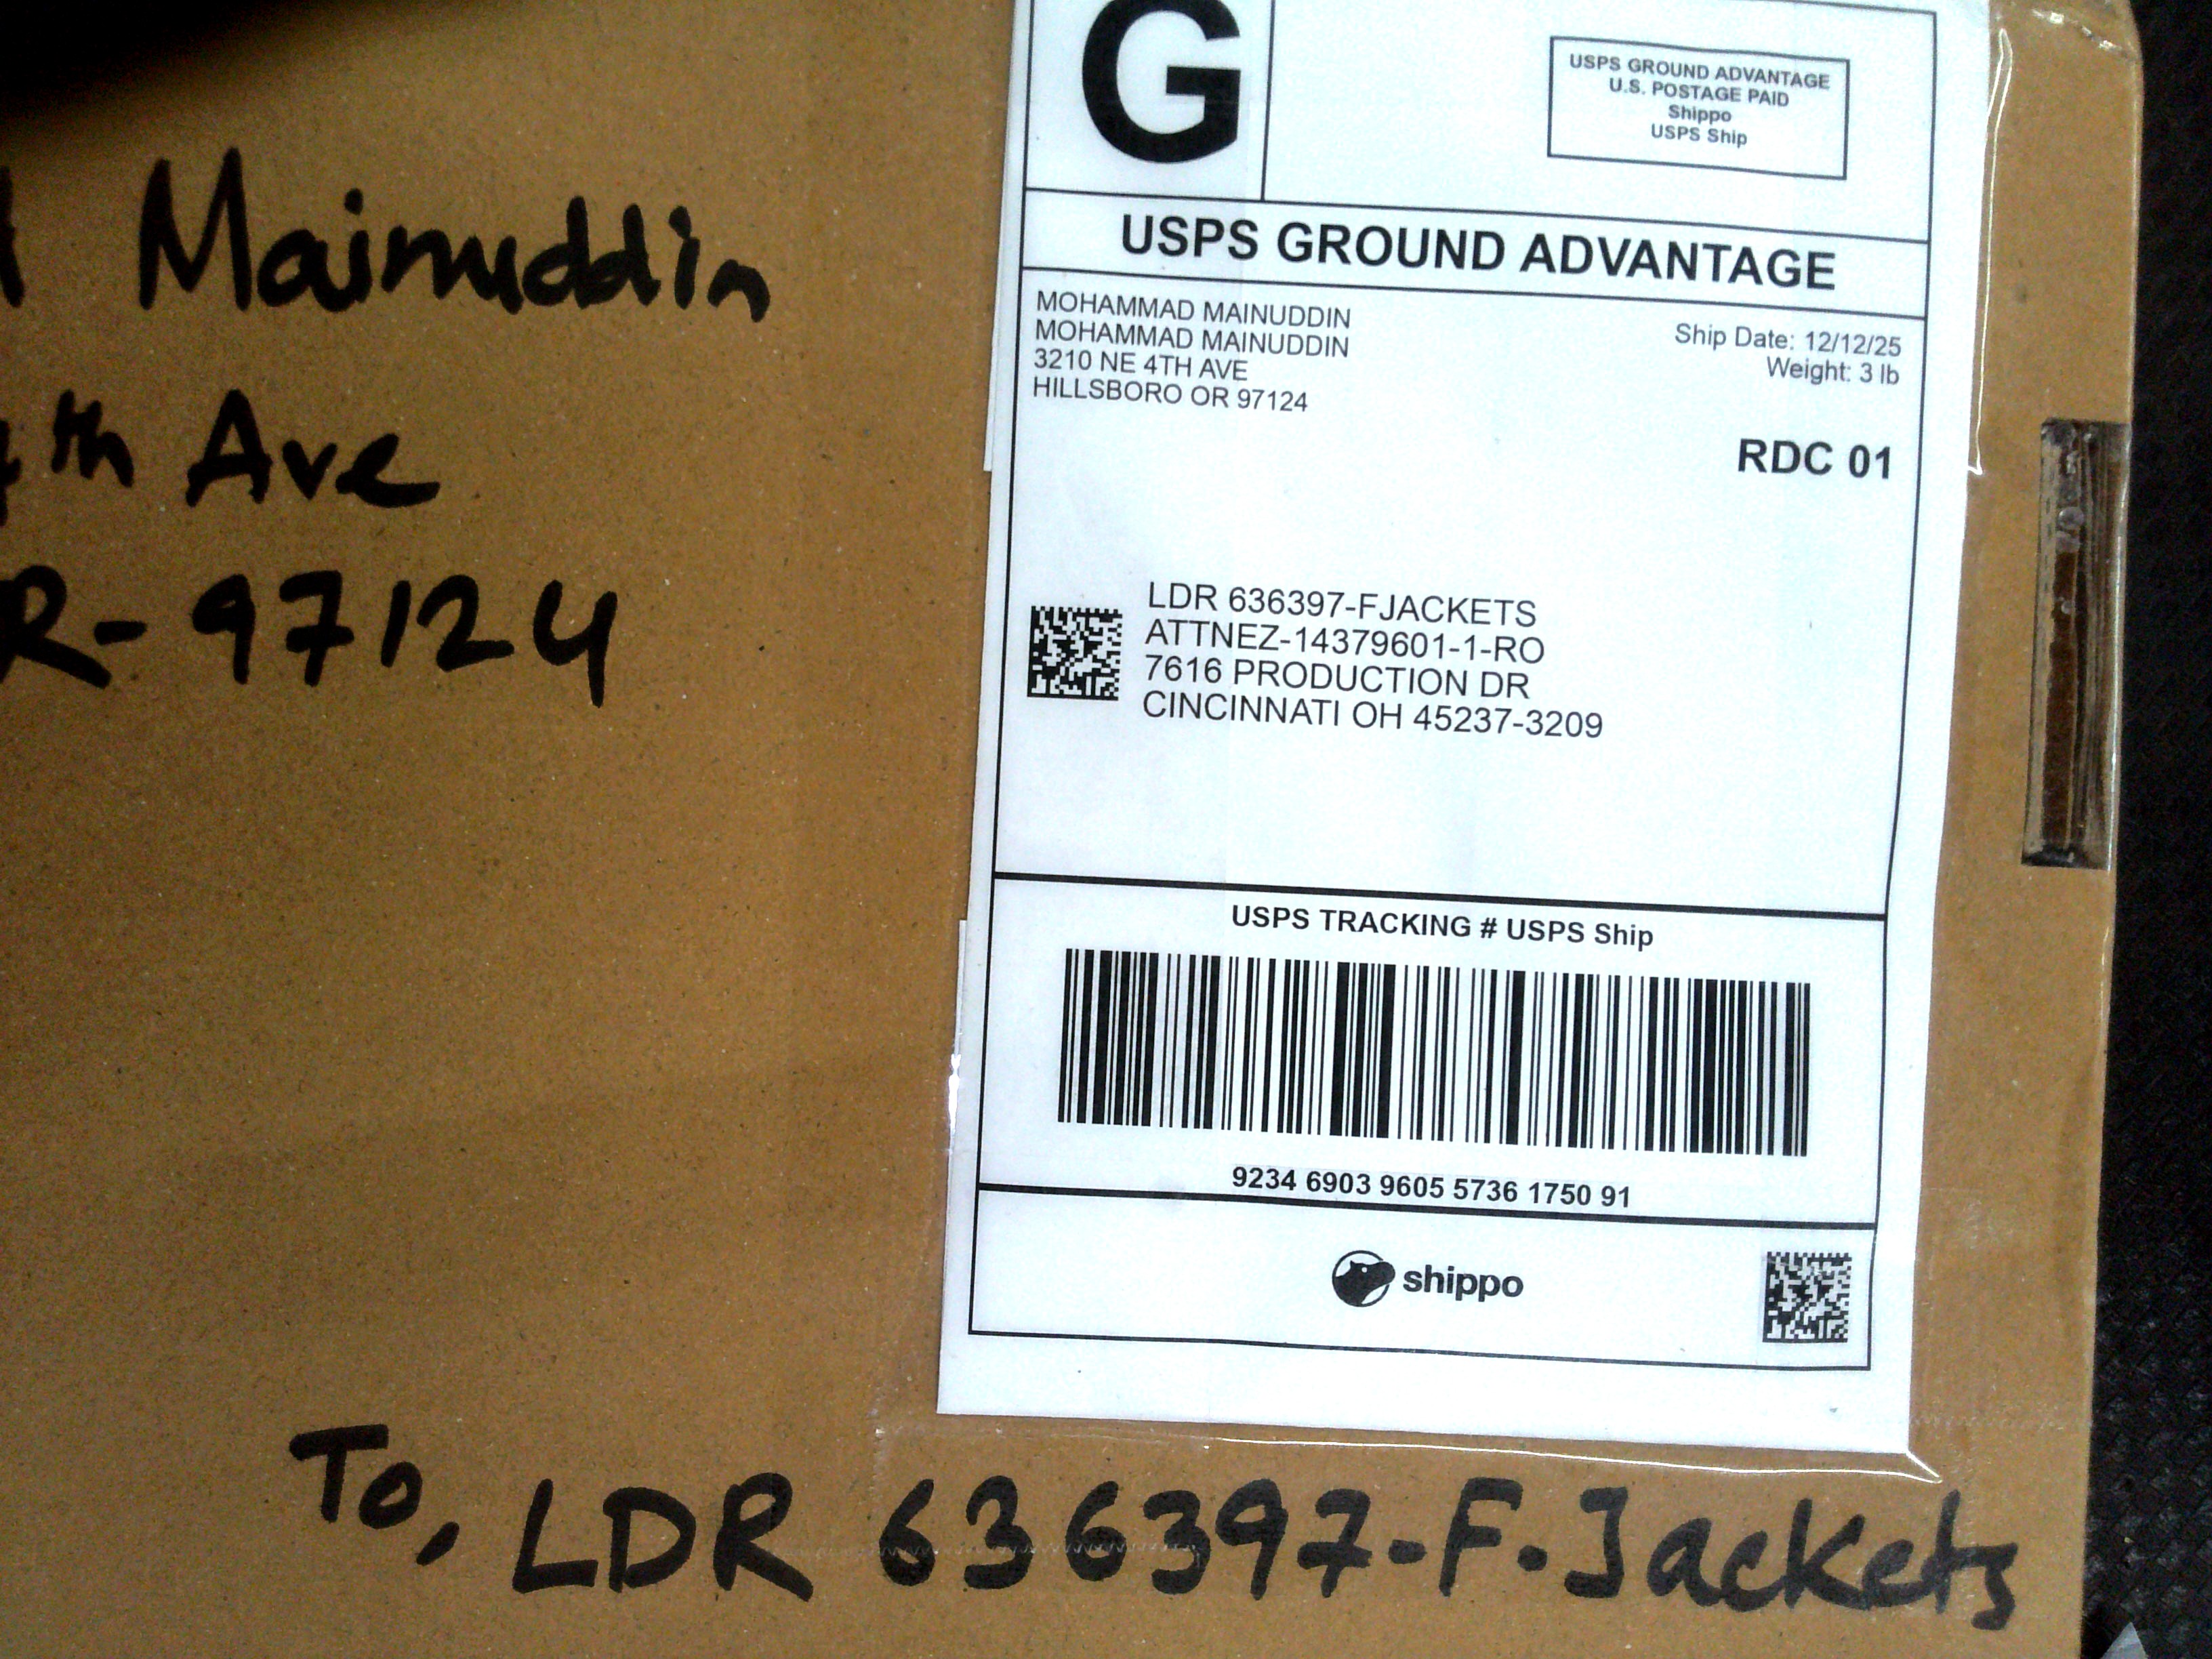 Mainuddin
th Ave
R-97124
G
USPS GROUND ADVANTAGE
U.S. POSTAGE PAID
Shippo
USPS Ship
USPS GROUND ADVANTAGE
MOHAMMAD MAINUDDIN
MOHAMMAD MAINUDDIN
3210 NE 4TH AVE
HILLSBORO OR 97124
Ship Date: 12/12/25
Weight: 3 lb
RDC 01
LDR 636397-FJACKETS
ATTNEZ-14379601-1-RO
7616 PRODUCTION DR
CINCINNATI OH 45237-3209
USPS TRACKING # USPS Ship
9234 6903 9605 5736 1750 91
shippo
To, LDR 636397-F.Jackets